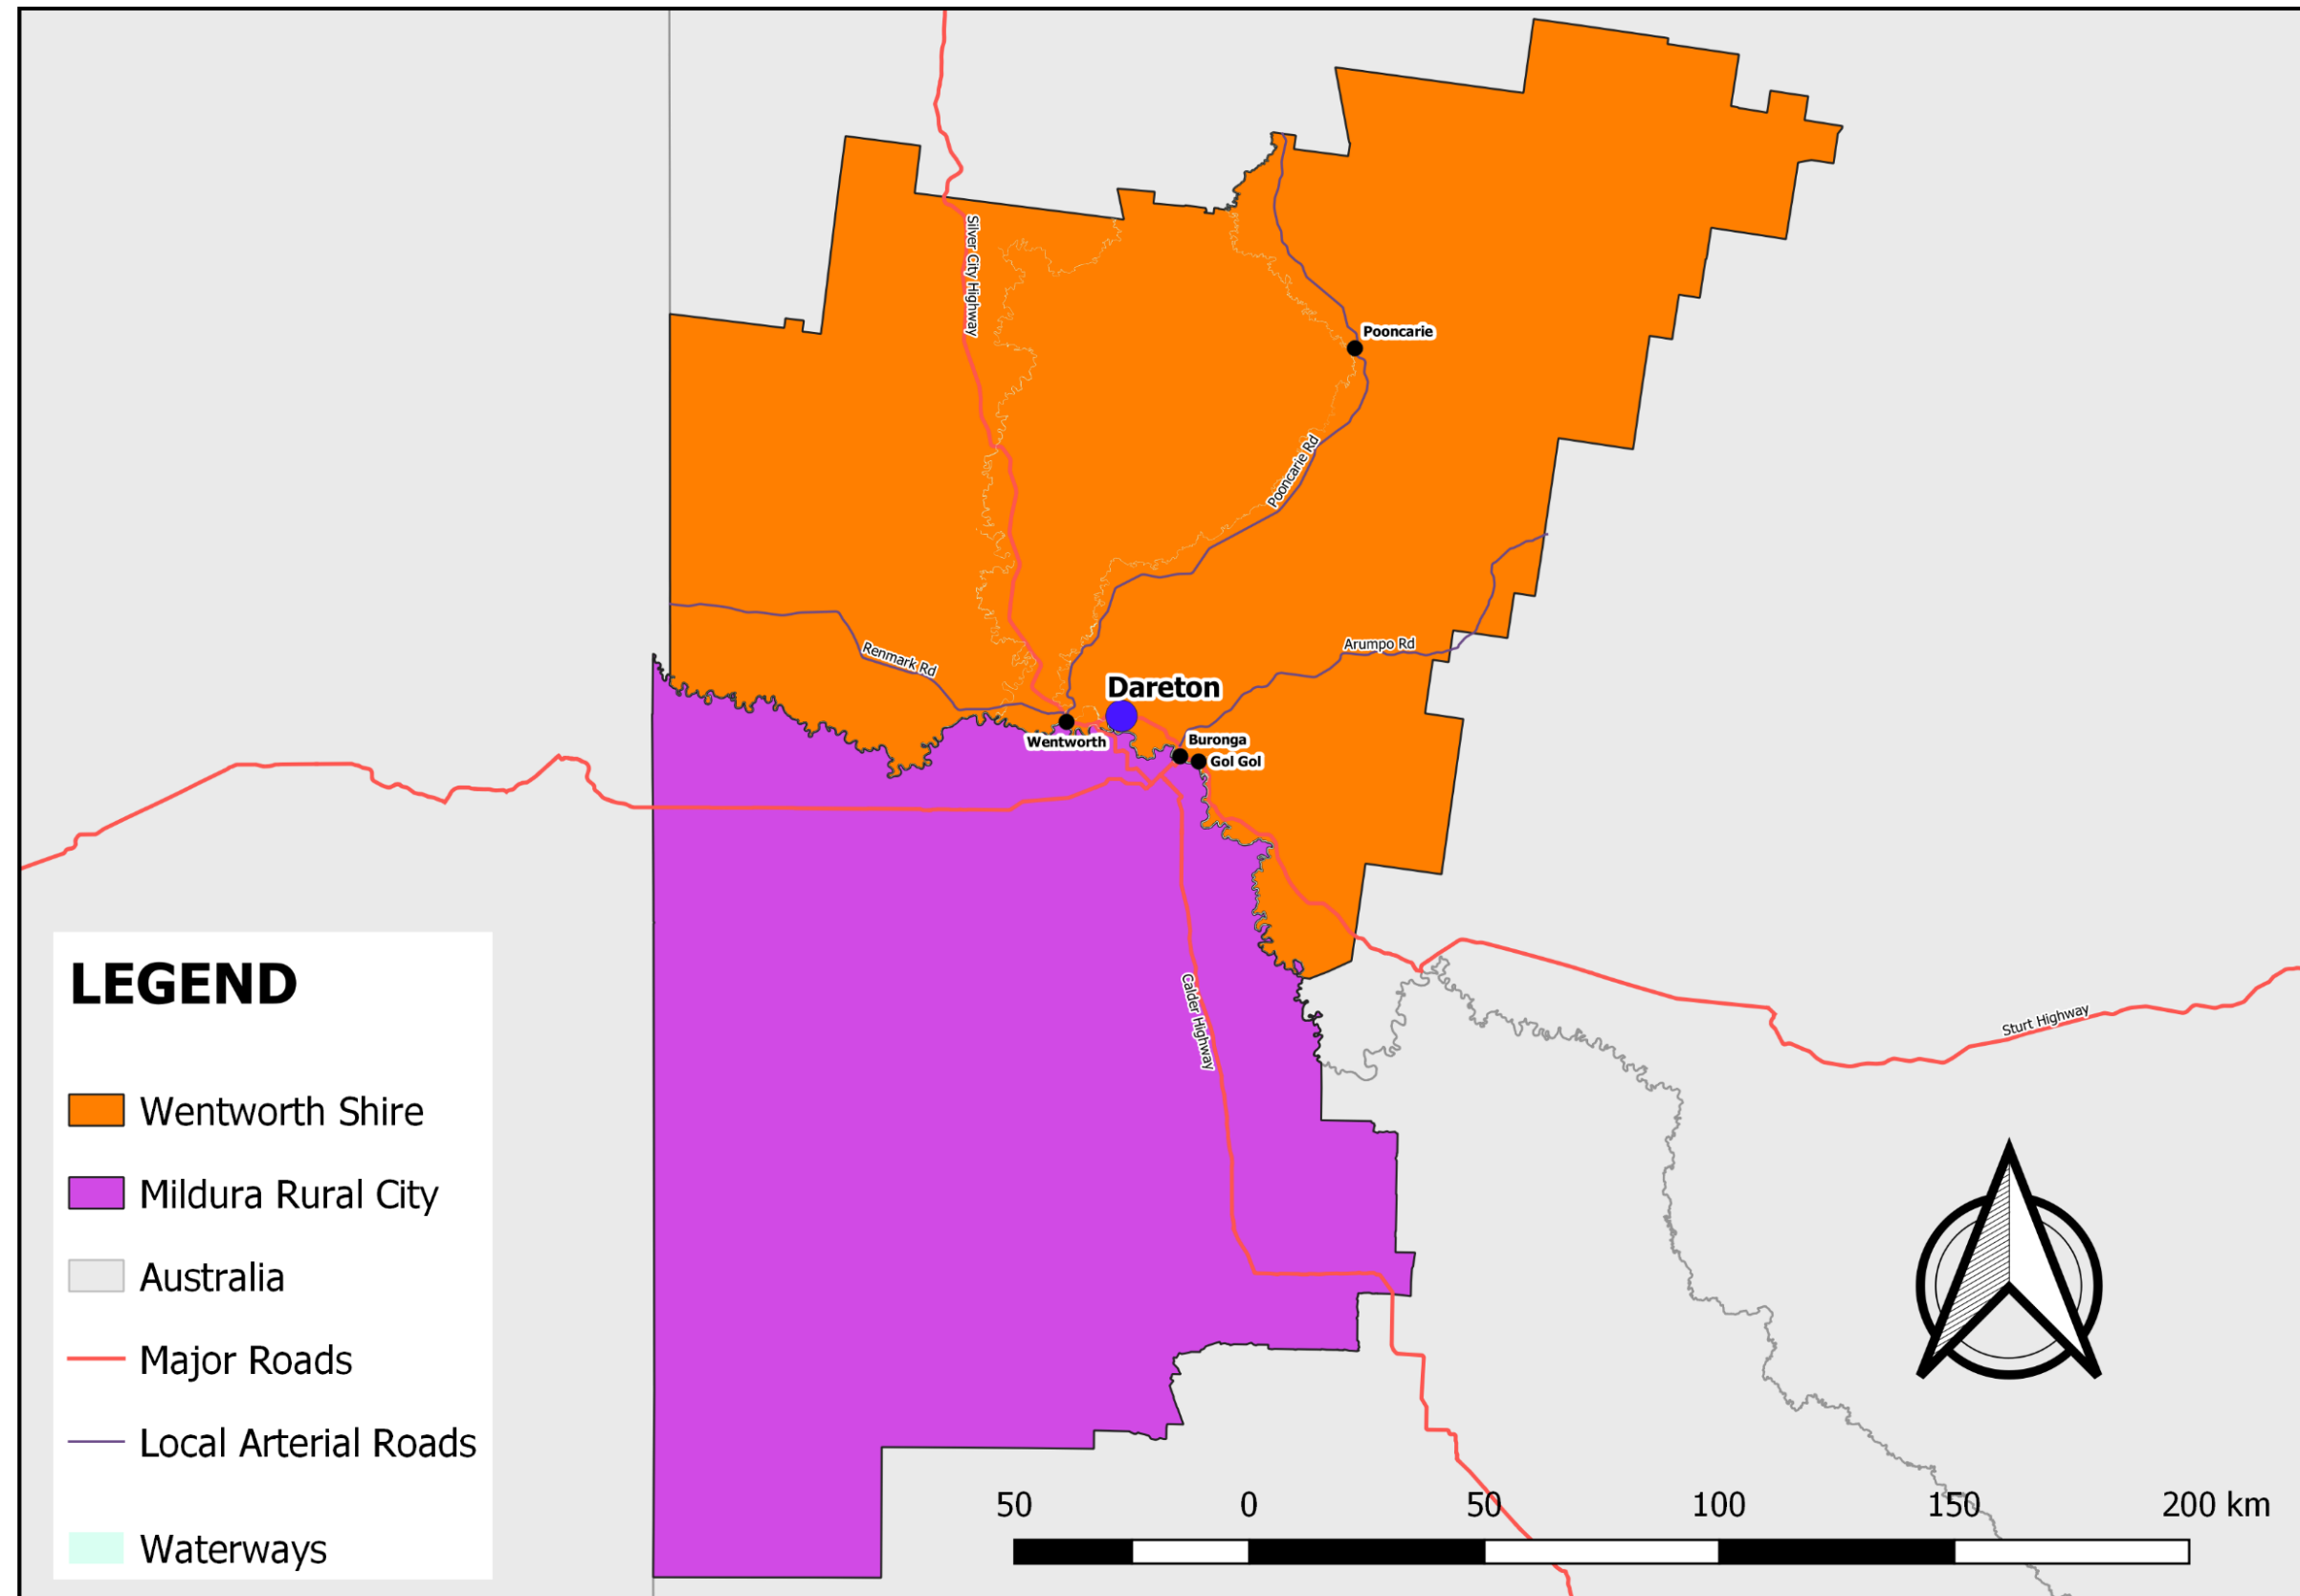 Silver City Highway
Pooncarie
Pooncarie Rd
Renmark Rd
Arumpo Rd
Dareton
Wentworth
Buronga
Gol Gol
Calder Highway
Sturt Highway
LEGEND
Wentworth Shire
Mildura Rural City
Australia
Major Roads
Local Arterial Roads
Waterways
50 0 50 100 150 200 km